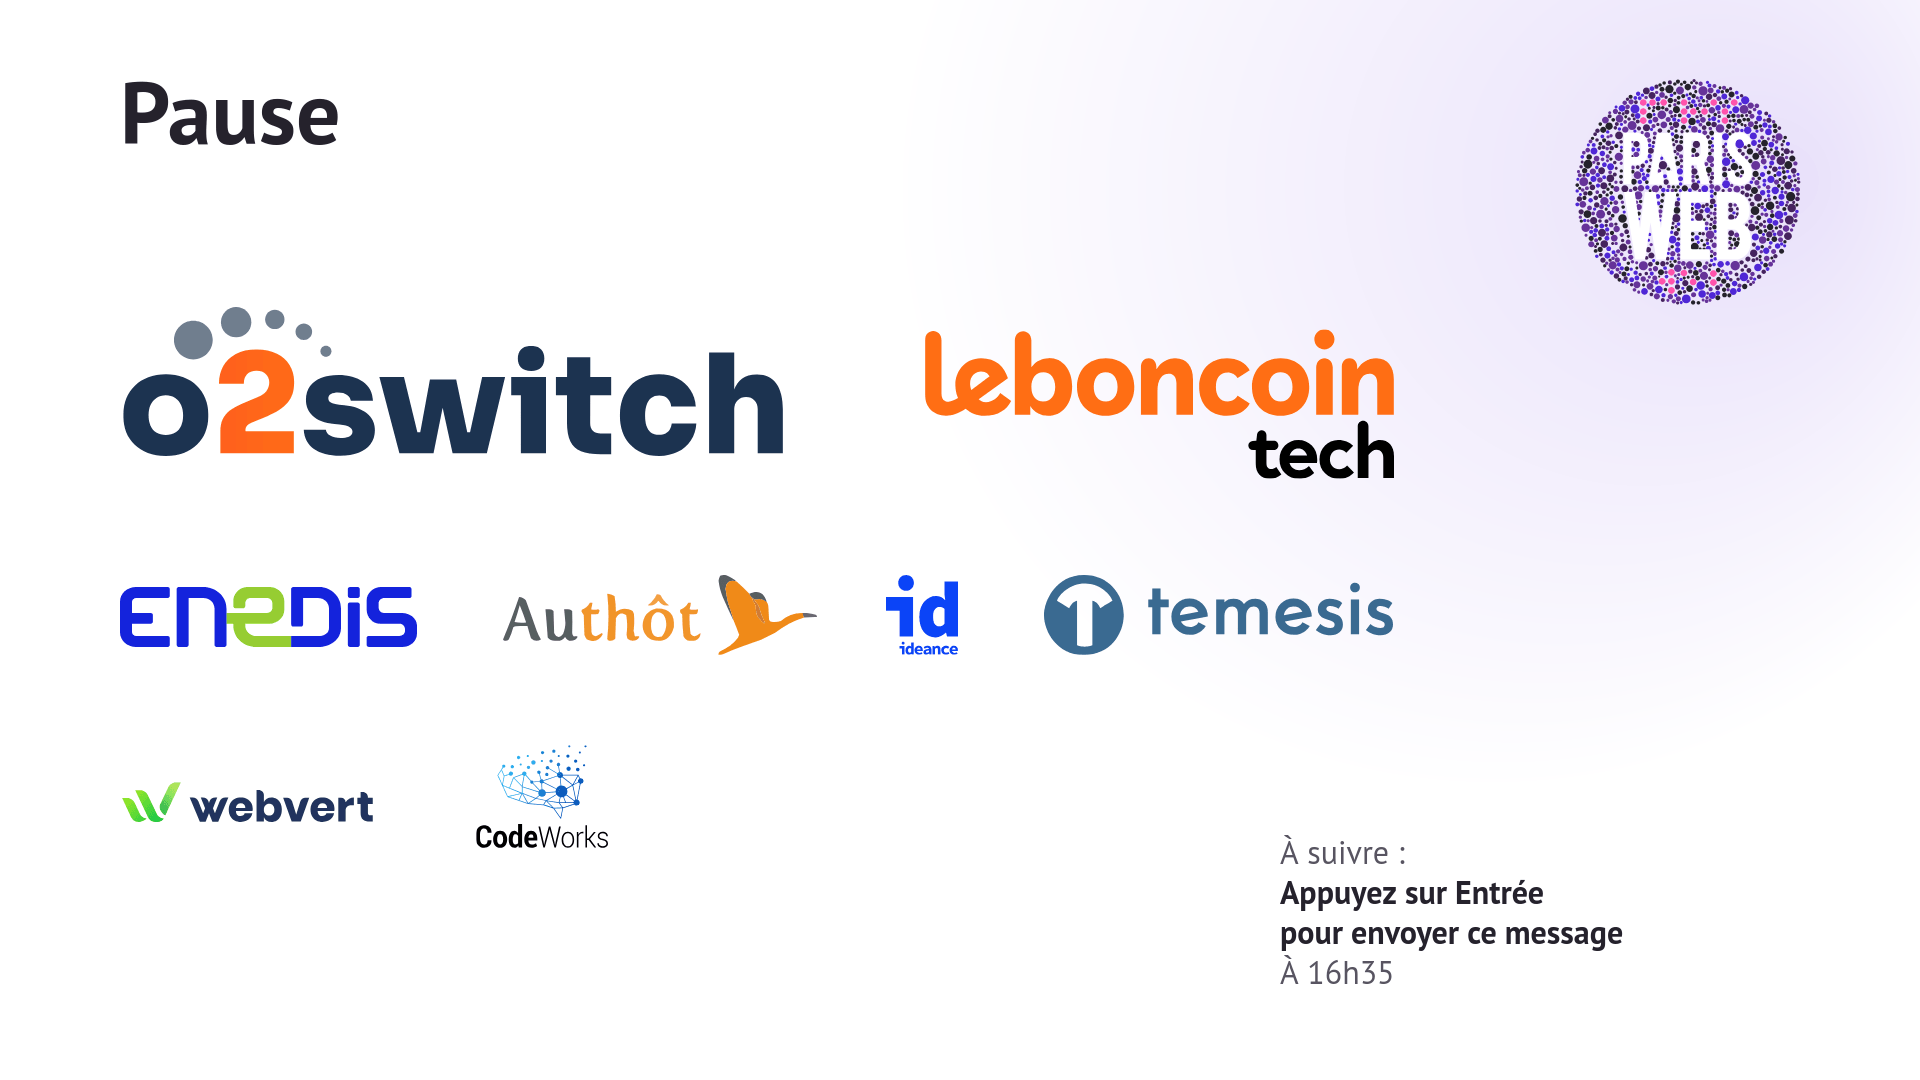 Pause
PARIS
WEB
o2switch
leboncoin
tech
ENEDIS
Authôt
id
ideance
temesis
webvert
CodeWorks
À suivre :
Appuyez sur Entrée
pour envoyer ce message
À 16h35